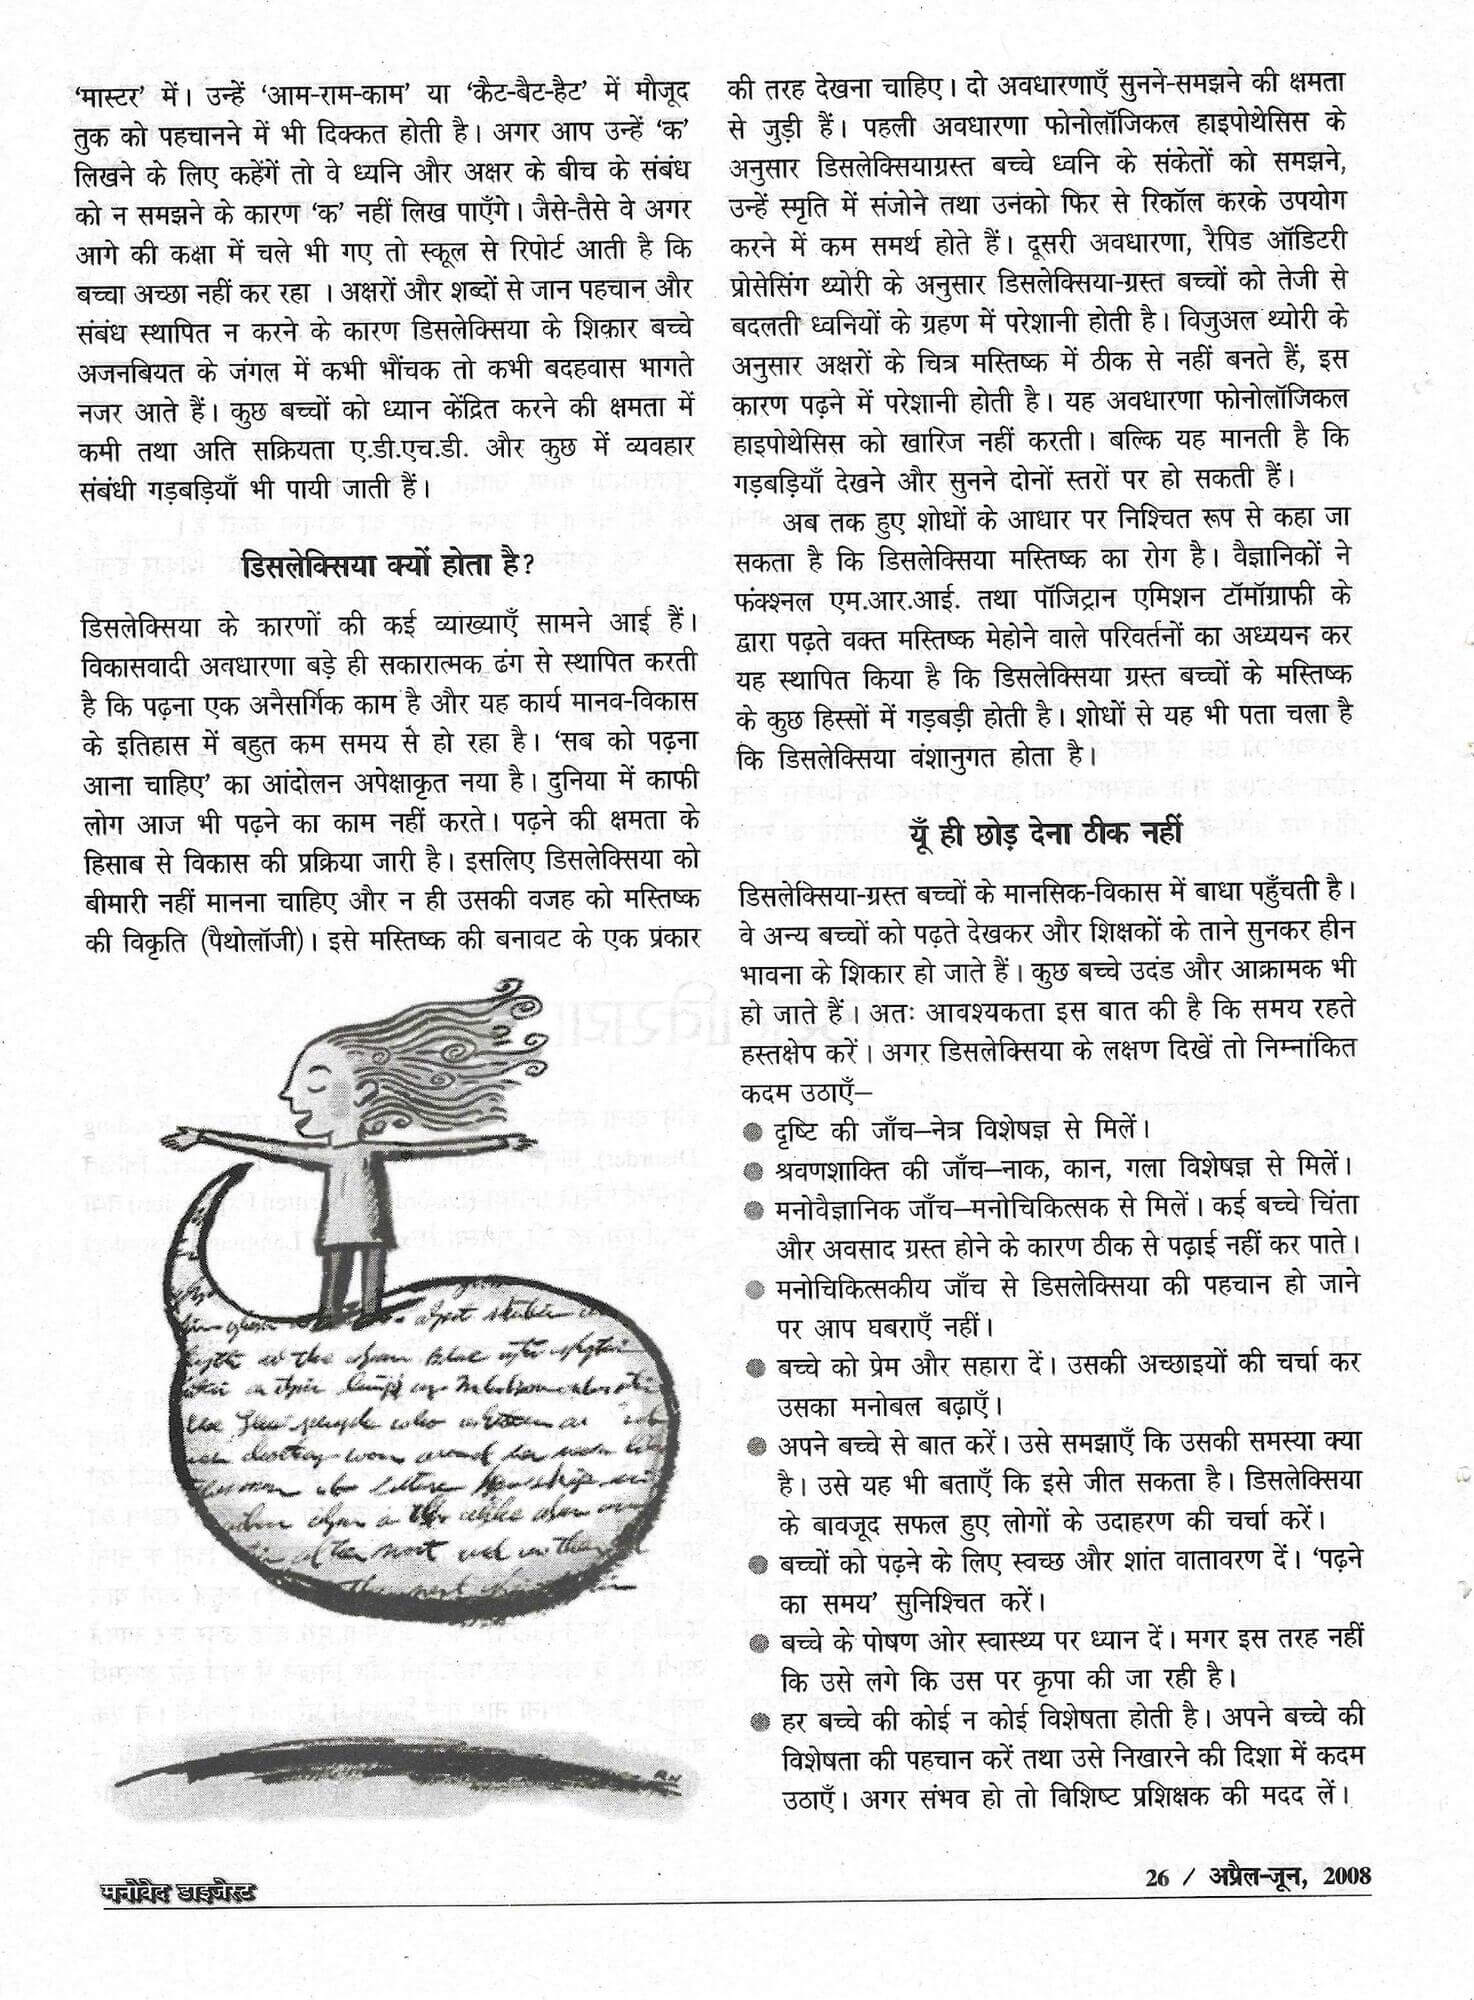 ‘मास्टर’ में। उन्हें ‘आम-राम-काम’ या ‘कैट-बैट-हैट’ में मौजूद
तुक को पहचानने में भी दिक्कत होती है। अगर आप उन्हें ‘क’
लिखने के लिए कहेंगें तो वे ध्यनि और अक्षर के बीच के संबंध
को न समझने के कारण ‘क’ नहीं लिख पाएँगे। जैसे-तैसे वे अगर
आगे की कक्षा में चले भी गए तो स्कूल से रिपोर्ट आती है कि
बच्चा अच्छा नहीं कर रहा । अक्षरों और शब्दों से जान पहचान और
संबंध स्थापित न करने के कारण डिसलेक्सिया के शिकार बच्चे
अजनबियत के जंगल में कभी भौंचक तो कभी बदहवास भागते
नजर आते हैं। कुछ बच्चों को ध्यान केंद्रित करने की क्षमता में
कमी तथा अति सक्रियता ए.डी.एच.डी. और कुछ में व्यवहार
संबंधी गड़बड़ियाँ भी पायी जाती हैं।
डिसलेक्सिया क्यों होता है?
डिसलेक्सिया के कारणों की कई व्याख्याएँ सामने आई हैं।
विकासवादी अवधारणा बड़े ही सकारात्मक ढंग से स्थापित करती
है कि पढ़ना एक अनैसर्गिक काम है और यह कार्य मानव-विकास
के इतिहास में बहुत कम समय से हो रहा है। ‘सब को पढ़ना
आना चाहिए’ का आंदोलन अपेक्षाकृत नया है। दुनिया में काफी
लोग आज भी पढ़ने का काम नहीं करते। पढ़ने की क्षमता के
हिसाब से विकास की प्रक्रिया जारी है। इसलिए डिसलेक्सिया को
बीमारी नहीं मानना चाहिए और न ही उसकी वजह को मस्तिष्क
की विकृति (पैथोलॉजी)। इसे मस्तिष्क की बनावट के एक प्रकार
की तरह देखना चाहिए। दो अवधारणाएँ सुनने-समझने की क्षमता
से जुड़ी हैं। पहली अवधारणा फोनोलॉजिकल हाइपोथेसिस के
अनुसार डिसलेक्सियाग्रस्त बच्चे ध्वनि के संकेतों को समझने,
उन्हें स्मृति में संजोने तथा उनको फिर से रिकॉल करके उपयोग
करने में कम समर्थ होते हैं। दूसरी अवधारणा, रैपिड ऑडिटरी
प्रोसेसिंग थ्योरी के अनुसार डिसलेक्सिया-ग्रस्त बच्चों को तेजी से
बदलती ध्वनियों के ग्रहण में परेशानी होती है। विजुअल थ्योरी के
अनुसार अक्षरों के चित्र मस्तिष्क में ठीक से नहीं बनते हैं, इस
कारण पढ़ने में परेशानी होती है। यह अवधारणा फोनोलॉजिकल
हाइपोथेसिस को खारिज नहीं करती। बल्कि यह मानती है कि
गड़बड़ियाँ देखने और सुनने दोनों स्तरों पर हो सकती हैं।
अब तक हुए शोधों के आधार पर निश्चित रूप से कहा जा
सकता है कि डिसलेक्सिया मस्तिष्क का रोग है। वैज्ञानिकों ने
फंक्श्नल एम.आर.आई. तथा पॉजिट्रान एमिशन टॉमॉग्राफी के
द्वारा पढ़ते वक्त मस्तिष्क मेहोने वाले परिवर्तनों का अध्ययन कर
यह स्थापित किया है कि डिसलेक्सिया ग्रस्त बच्चों के मस्तिष्क
के कुछ हिस्सों में गड़बड़ी होती है। शोधों से यह भी पता चला है
कि डिसलेक्सिया वंशानुगत होता है।
यूँ ही छोड़ देना ठीक नहीं
डिसलेक्सिया-ग्रस्त बच्चों के मानसिक-विकास में बाधा पहुँचती है।
वे अन्य बच्चों को पढ़ते देखकर और शिक्षकों के ताने सुनकर हीन
भावना के शिकार हो जाते हैं। कुछ बच्चे उदंड और आक्रामक भी
हो जाते हैं। अतः आवश्यकता इस बात की है कि समय रहते
हस्तक्षेप करें। अगर डिसलेक्सिया के लक्षण दिखें तो निम्नांकित
कदम उठाएँ–
● दृष्टि की जाँच–नेत्र विशेषज्ञ से मिलें।
● श्रवणशाक्ति की जाँच–नाक, कान, गला विशेषज्ञ से मिलें।
● मनोवैज्ञानिक जाँच–मनोचिकित्सक से मिलें। कई बच्चे चिंता
और अवसाद ग्रस्त होने के कारण ठीक से पढ़ाई नहीं कर पाते।
● मनोचिकित्सकीय जाँच से डिसलेक्सिया की पहचान हो जाने
पर आप घबराएँ नहीं।
● बच्चे को प्रेम और सहारा दें। उसकी अच्छाइयों की चर्चा कर
उसका मनोबल बढ़ाएँ।
● अपने बच्चे से बात करें। उसे समझाएँ कि उसकी समस्या क्या
है। उसे यह भी बताएँ कि इसे जीत सकता है। डिसलेक्सिया
के बावजूद सफल हुए लोगों के उदाहरण की चर्चा करें।
● बच्चों को पढ़ने के लिए स्वच्छ और शांत वातावरण दें। ‘पढ़ने
का समय’ सुनिश्चित करें।
● बच्चे के पोषण ओर स्वास्थ्य पर ध्यान दें। मगर इस तरह नहीं
कि उसे लगे कि उस पर कृपा की जा रही है।
● हर बच्चे की कोई न कोई विशेषता होती है। अपने बच्चे की
विशेषता की पहचान करें तथा उसे निखारने की दिशा में कदम
उठाएँ। अगर संभव हो तो विशिष्ट प्रशिक्षक की मदद लें।
मनोवेद डाइजेस्ट
26 / अप्रैल-जून, 2008